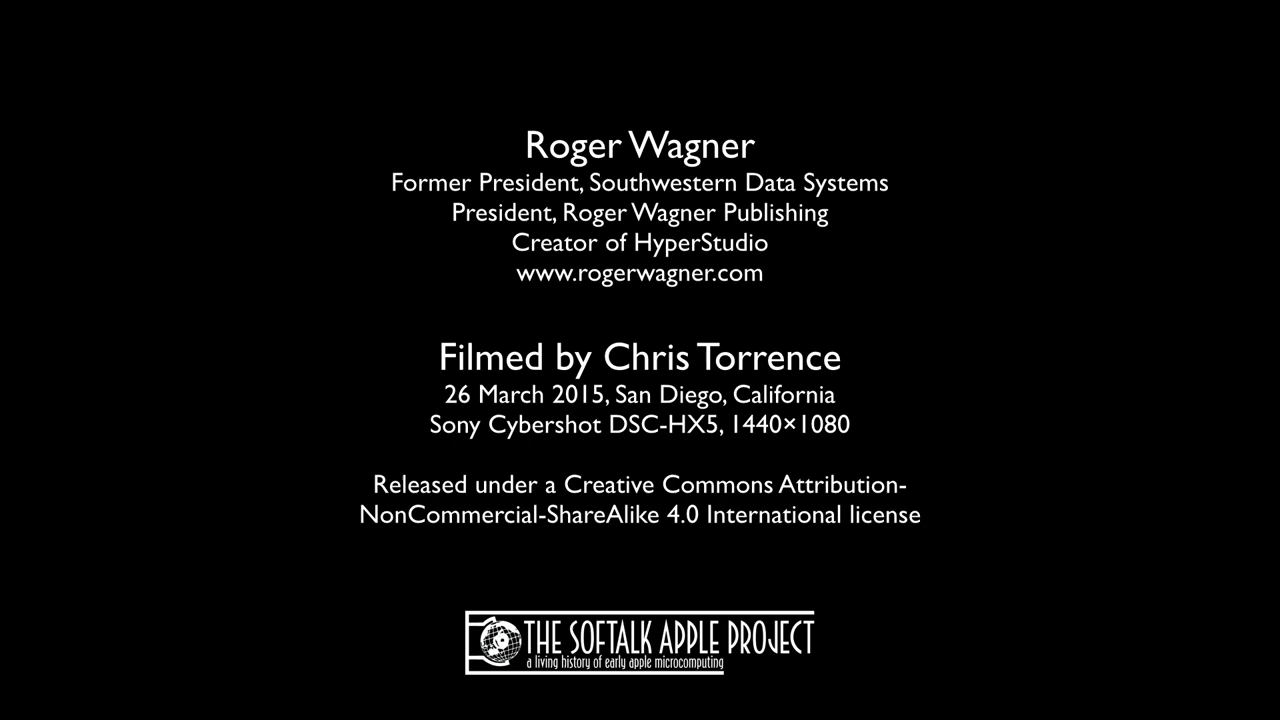 Roger Wagner
Former President, Southwestern Data Systems
President, Roger Wagner Publishing
Creator of HyperStudio
www.rogerwagner.com
Filmed by Chris Torrence
26 March 2015, San Diego, California
Sony Cybershot DSC-HX5, 1440×1080
Released under a Creative Commons Attribution-
NonCommercial-ShareAlike 4.0 International license
THE SOFTALK APPLE PROJECT
a living history of early apple microcomputing